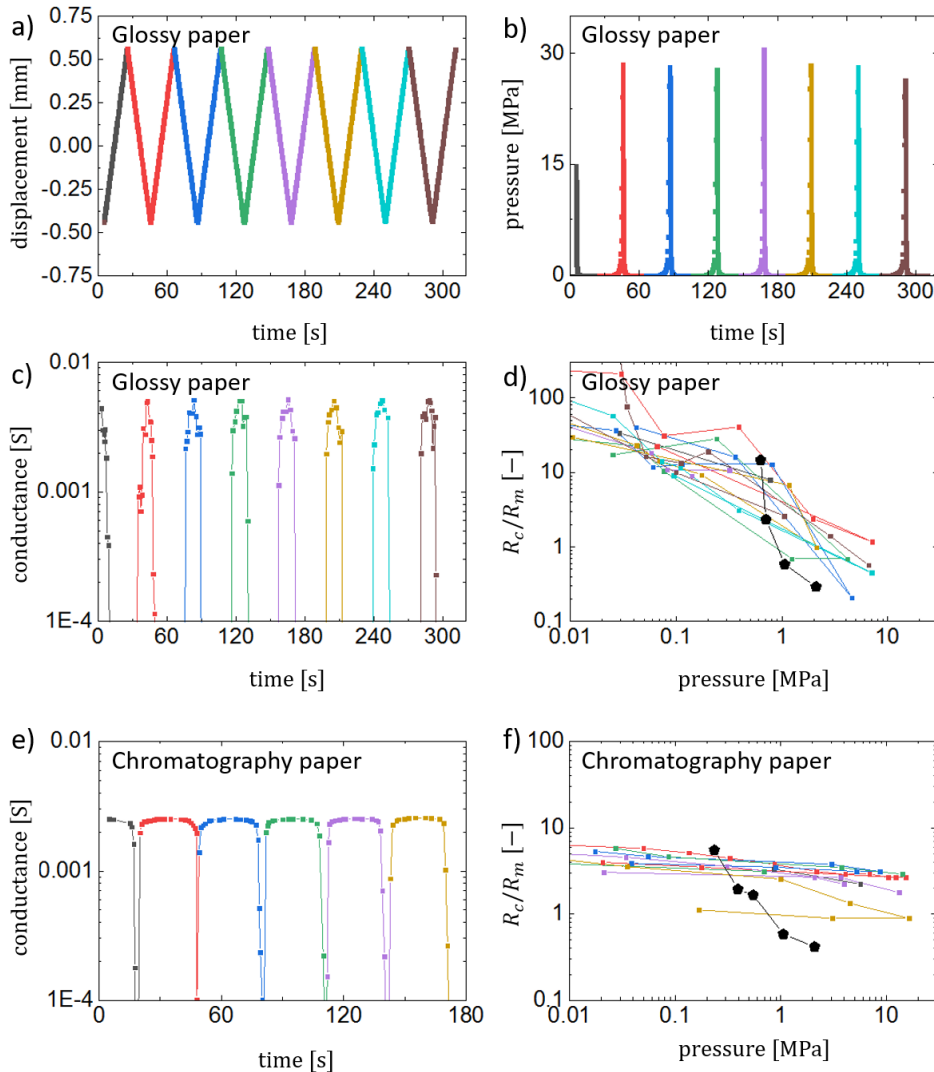 a) Glossy paper
displacement [mm]
0.75
0.50
0.25
0.00
-0.25
-0.50
-0.75
0 60 120 180 240 300
time [s]
b) Glossy paper
pressure [MPa]
30
15
0
0 60 120 180 240 300
time [s]
c) Glossy paper
conductance [S]
0.01
0.001
1E-4
0 60 120 180 240 300
time [s]
d) Glossy paper
R_c/R_m [−]
100
10
1
0.1
0.01 0.1 1 10
pressure [MPa]
e) Chromatography paper
conductance [S]
0.01
0.001
1E-4
0 60 120 180
time [s]
f) Chromatography paper
R_c/R_m [−]
100
10
1
0.1
0.01 0.1 1 10
pressure [MPa]